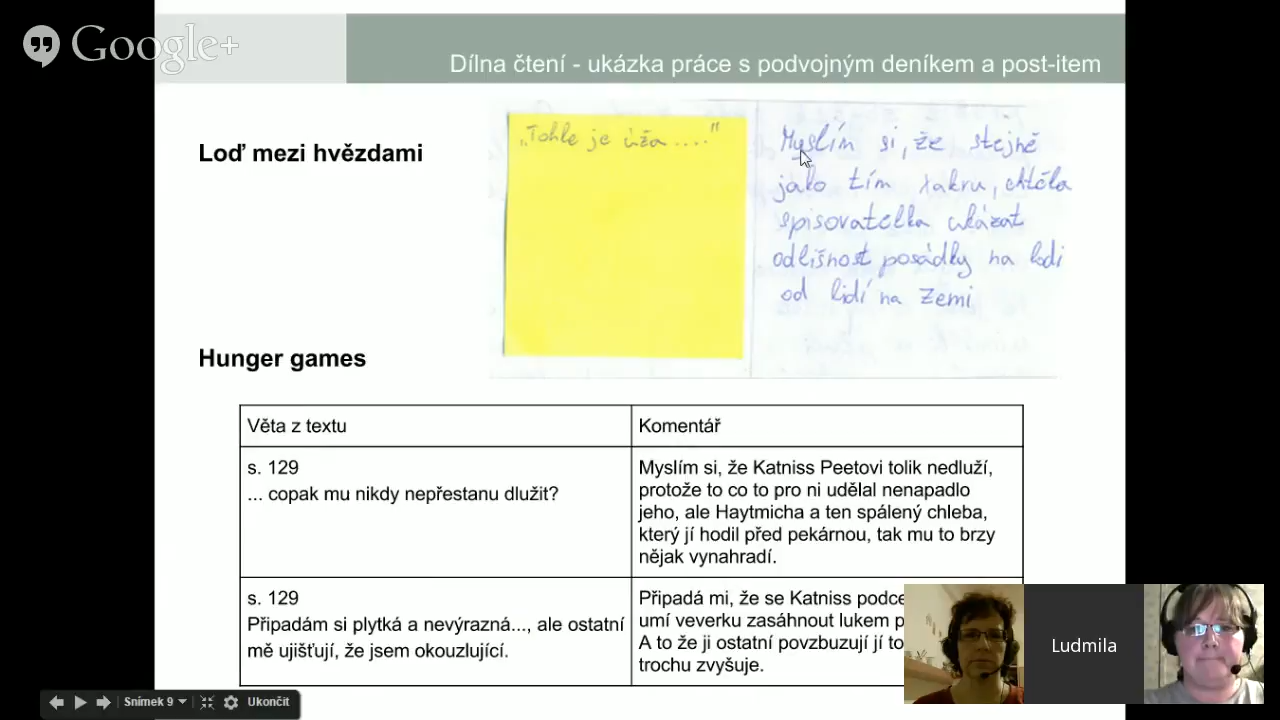 Google+
Dílna čtení - ukázka práce s podvojným deníkem a post-item
Loď mezi hvězdami
„Tohle je úža ....“
Myslím si, že stejně
jako tím, chtěla
spisovatelka ukázat
odlišnost posádky na lodi
od lidí na Zemi
Hunger games
Věta z textu
Komentář
s. 129
... copak mu nikdy nepřestanu dlužit?
Myslím si, že Katniss Peetovi tolik nedluží,
protože to co to pro ni udělal nenapadlo
jeho, ale Haytmicha a ten spálený chleba,
který jí hodil před pekárnou, tak mu to brzy
nějak vynahradí.
s. 129
Připadám si plytká a nevýrazná..., ale ostatní
mě ujišťují, že jsem okouzlující.
Připadá mi, že se Katniss
umí veverku zasáhnout lukem
A to že ji ostatní povzbuzují jí
trochu zvyšuje.
Ludmila
Snímek 9
Ukončit